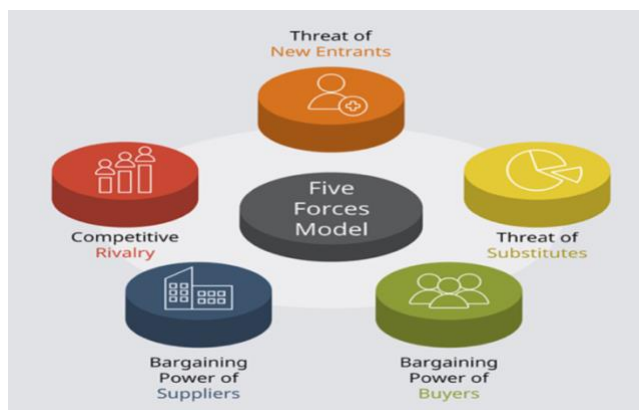 Threat of
New Entrants
Five
Forces
Model
Competitive
Rivalry
Threat of
Substitutes
Bargaining
Power of
Suppliers
Bargaining
Power of
Buyers